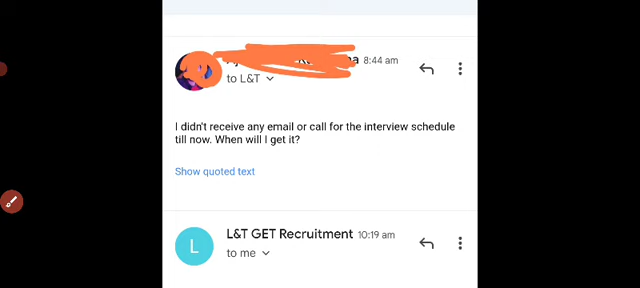 8:44 am
to L&T
I didn't receive any email or call for the interview schedule
till now. When will I get it?
Show quoted text
L
L&T GET Recruitment 10:19 am
to me